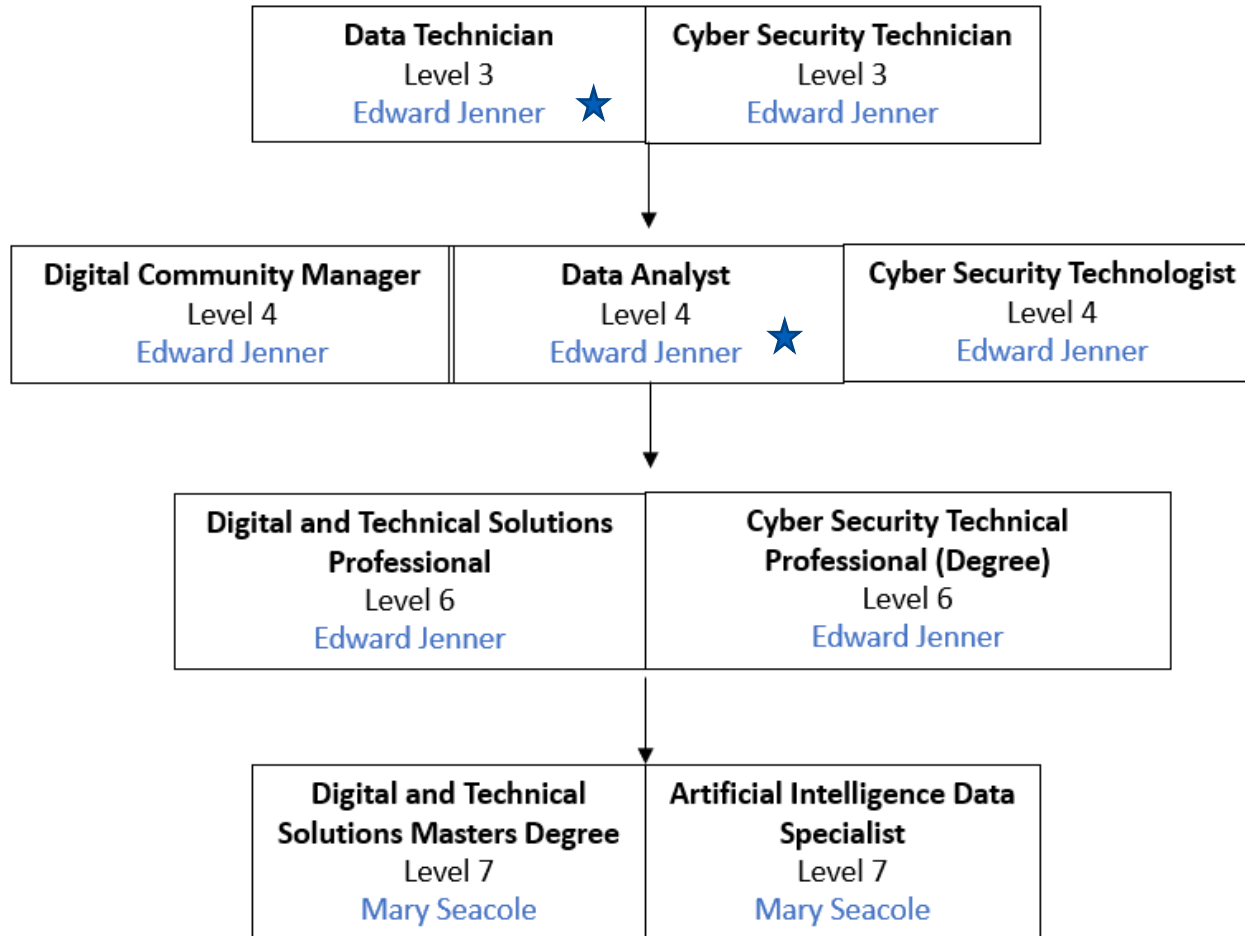 Data Technician
Level 3
Edward Jenner
Cyber Security Technician
Level 3
Edward Jenner
Digital Community Manager
Level 4
Edward Jenner
Data Analyst
Level 4
Edward Jenner
Cyber Security Technologist
Level 4
Edward Jenner
Digital and Technical Solutions
Professional
Level 6
Edward Jenner
Cyber Security Technical
Professional (Degree)
Level 6
Edward Jenner
Digital and Technical
Solutions Masters Degree
Level 7
Mary Seacole
Artificial Intelligence Data
Specialist
Level 7
Mary Seacole